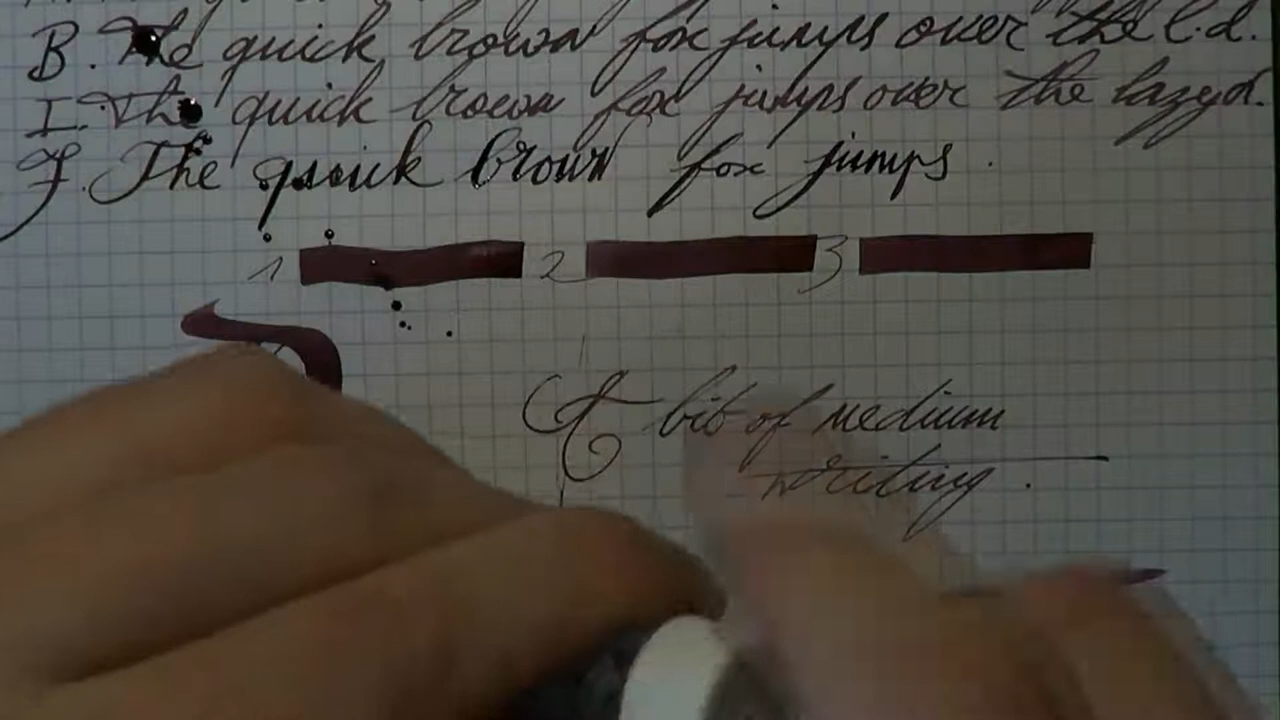 B. The quick brown fox jumps over the l.d.
I. The quick brown fox jumps over the lazy d.
F. The qsuick brown fox jumps.
1 2 3
A bit of medium
writing.